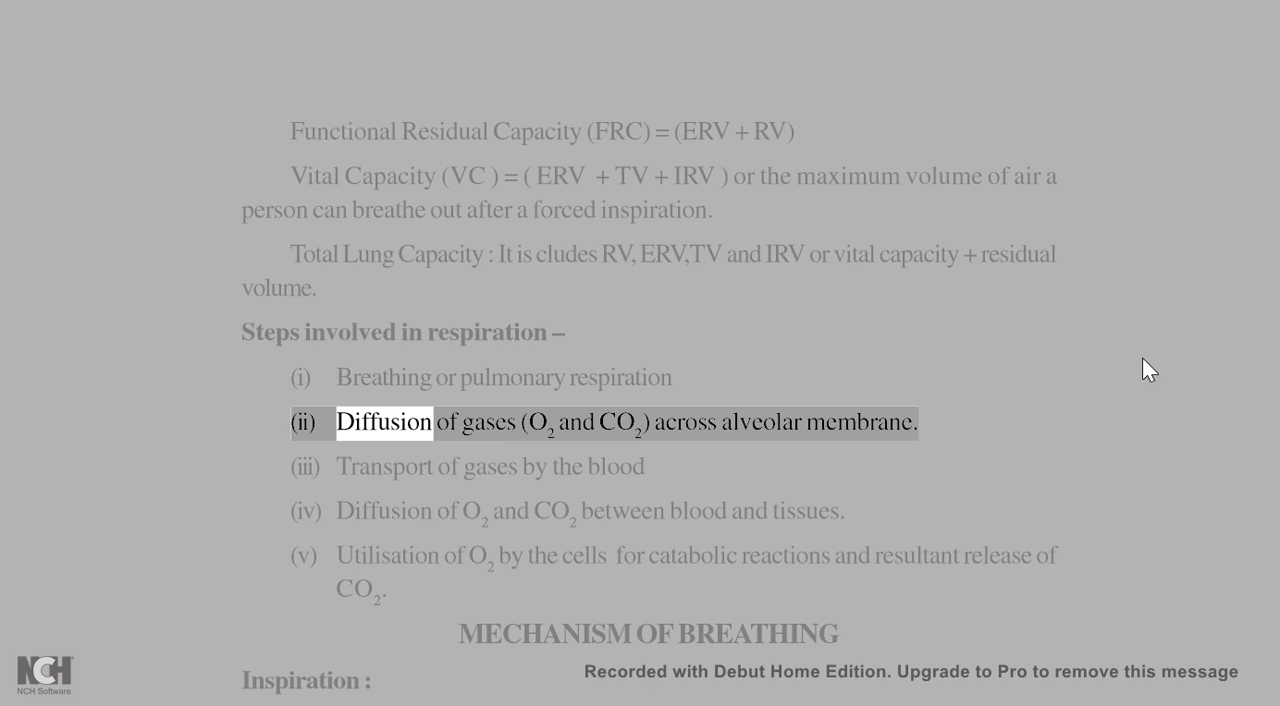 Functional Residual Capacity (FRC) = (ERV + RV)
Vital Capacity (VC ) = ( ERV + TV + IRV ) or the maximum volume of air a
person can breathe out after a forced inspiration.
Total Lung Capacity : It is cludes RV, ERV,TV and IRV or vital capacity + residual
volume.
Steps involved in respiration –
(i) Breathing or pulmonary respiration
(ii) Diffusion of gases (O₂ and CO₂) across alveolar membrane.
(iii) Transport of gases by the blood
(iv) Diffusion of O₂ and CO₂ between blood and tissues.
(v) Utilisation of O₂ by the cells for catabolic reactions and resultant release of
CO₂.
MECHANISM OF BREATHING
Inspiration :
NCH
NCH Software
Recorded with Debut Home Edition. Upgrade to Pro to remove this message